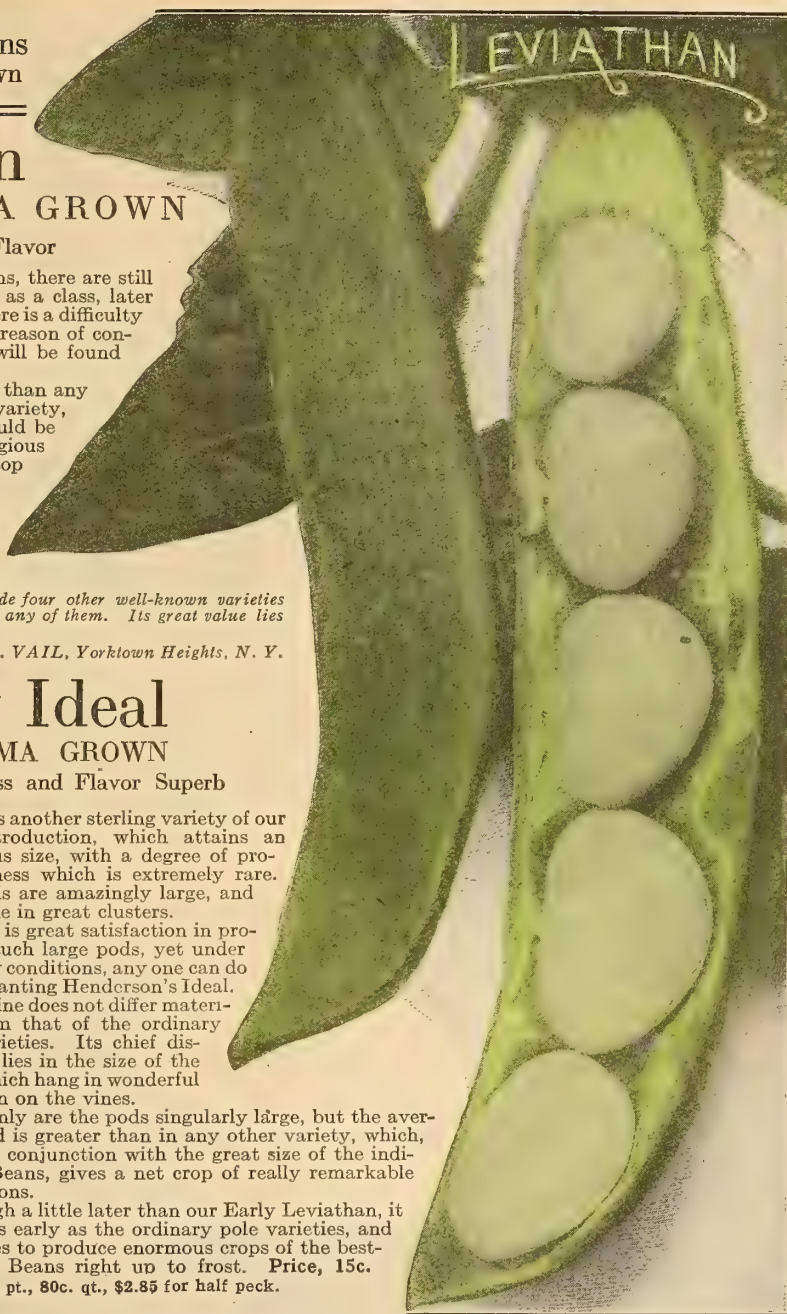 LEVIATHAN
ns
vn
n
A GROWN
Flavor
ns, there are still
as a class, later
re is a difficulty
reason of con-
will be found
than any
variety,
uld be
gious
op
de four other well-known varieties
any of them. Its great value lies
. VAIL, Yorktown Heights, N. Y.
Ideal
MA GROWN
ss and Flavor Superb
s another sterling variety of our
troduction, which attains an
us size, with a degree of pro-
ness which is extremely rare.
ls are amazingly large, and
e in great clusters.
is great satisfaction in pro-
such large pods, yet under
conditions, any one can do
anting Henderson's Ideal.
ine does not differ materi-
m that of the ordinary
ieties. Its chief dis-
lies in the size of the
hich hang in wonderful
n on the vines.
nly are the pods singularly large, but the aver-
d is greater than in any other variety, which,
conjunction with the great size of the indi-
Beans, gives a net crop of really remarkable
ons.
gh a little later than our Early Leviathan, it
s early as the ordinary pole varieties, and
es to produce enormous crops of the best-
Beans right up to frost. Price, 15c.
pt., 80c. qt., $2.85 for half peck.